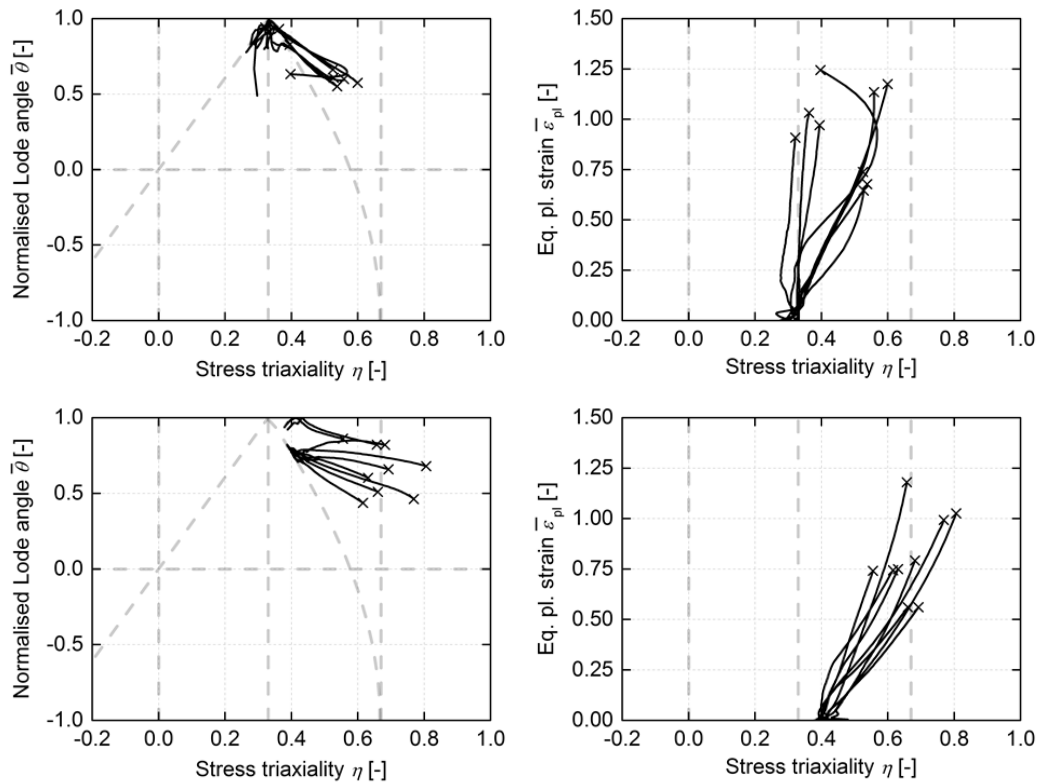 1.0
0.5
0.0
-0.5
-1.0
Normalised Lode angle θ̅ [-]
-0.2 0.0 0.2 0.4 0.6 0.8 1.0
Stress triaxiality η [-]
1.50
1.25
1.00
0.75
0.50
0.25
0.00
Eq. pl. strain ε̅pl [-]
-0.2 0.0 0.2 0.4 0.6 0.8 1.0
Stress triaxiality η [-]
1.0
0.5
0.0
-0.5
-1.0
Normalised Lode angle θ̅ [-]
-0.2 0.0 0.2 0.4 0.6 0.8 1.0
Stress triaxiality η [-]
1.50
1.25
1.00
0.75
0.50
0.25
0.00
Eq. pl. strain ε̅pl [-]
-0.2 0.0 0.2 0.4 0.6 0.8 1.0
Stress triaxiality η [-]